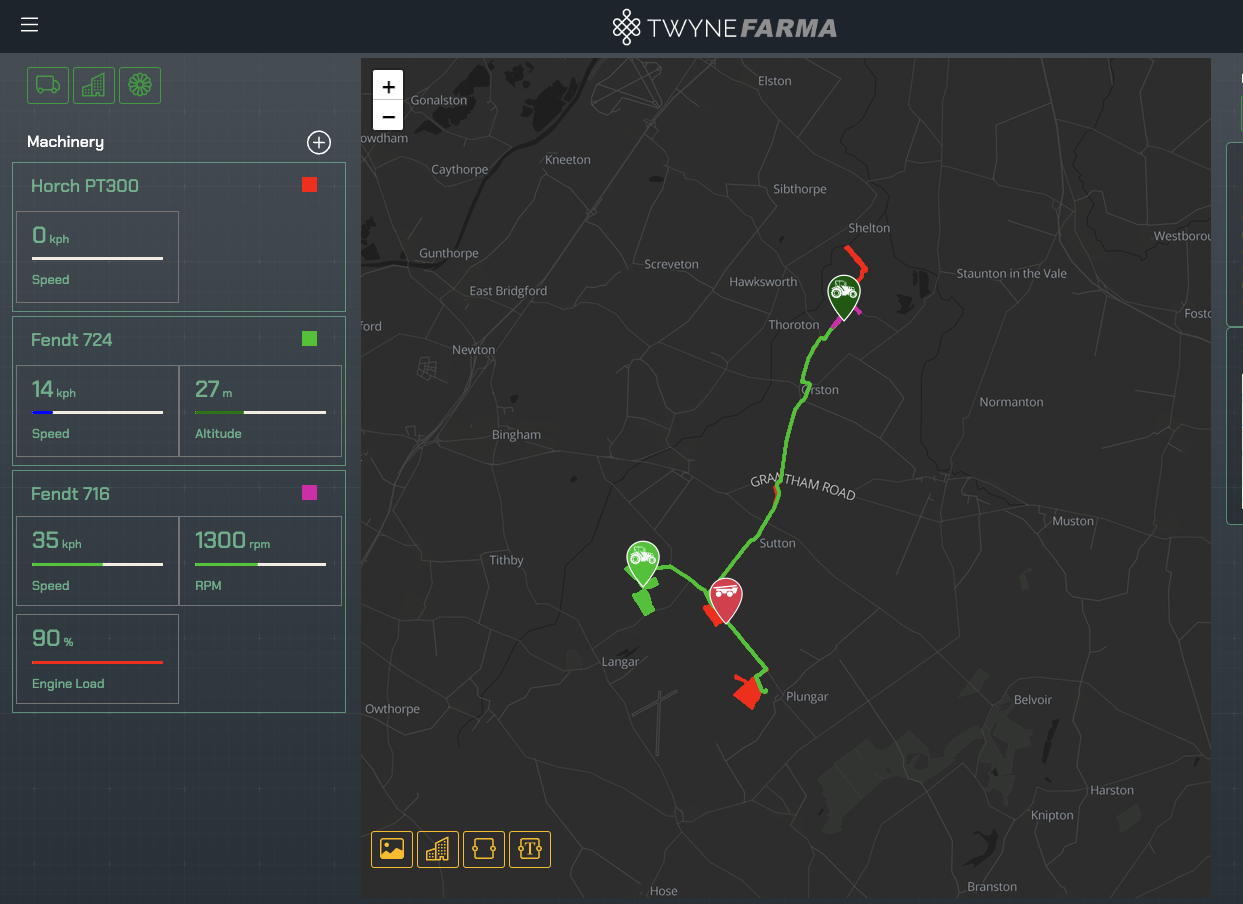 TWYNE FARMA
Machinery
Horch PT300
0 kph
Speed
Fendt 724
14 kph
Speed
27 m
Altitude
Fendt 716
35 kph
Speed
1300 rpm
RPM
90 %
Engine Load
+
−
Elston
Gonalston
owdham
Kneeton
Caythorpe
Sibthorpe
Shelton
Westborou
Gunthorpe
Screveton
Staunton in the Vale
Hawksworth
East Bridgford
Fosto
ford
Thoroton
Newton
Orston
Normanton
Bingham
GRANTHAM ROAD
Muston
Sutton
Tithby
Langar
Plungar
Belvoir
Owthorpe
Harston
Knipton
T
Branston
Hose